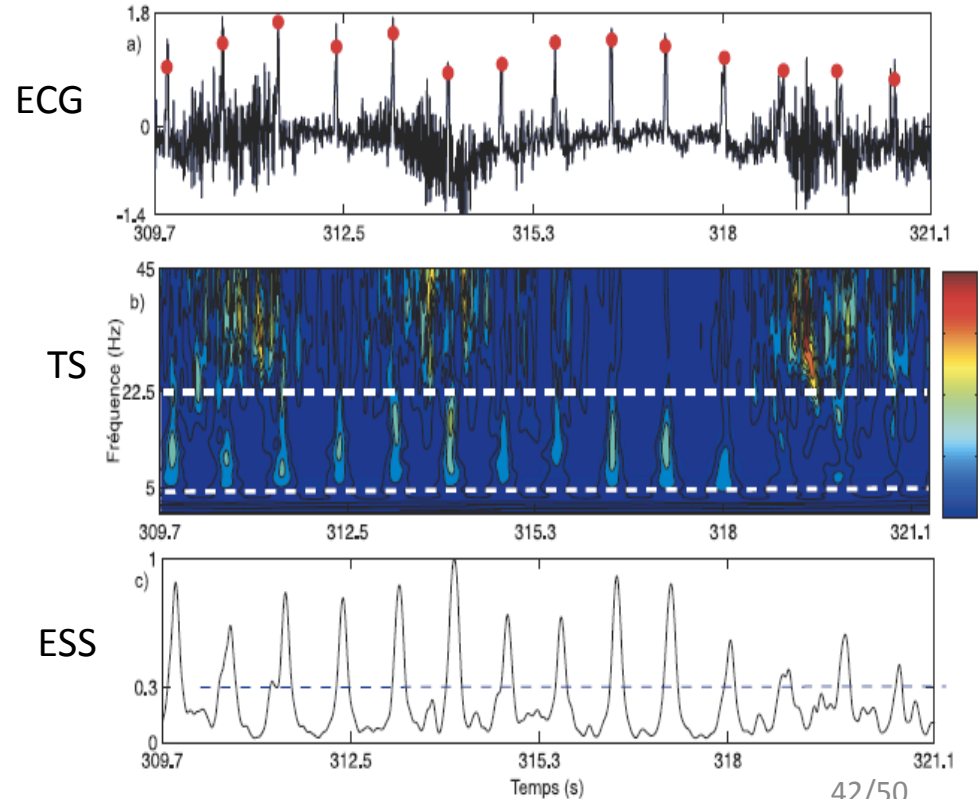 ECG
a)
1.8
0
-1.4
309.7 312.5 315.3 318 321.1
TS
b)
Fréquence (Hz)
45
22.5
5
309.7 312.5 315.3 318 321.1
ESS
c)
1
0.3
0
309.7 312.5 315.3 318 321.1
Temps (s)
42/50